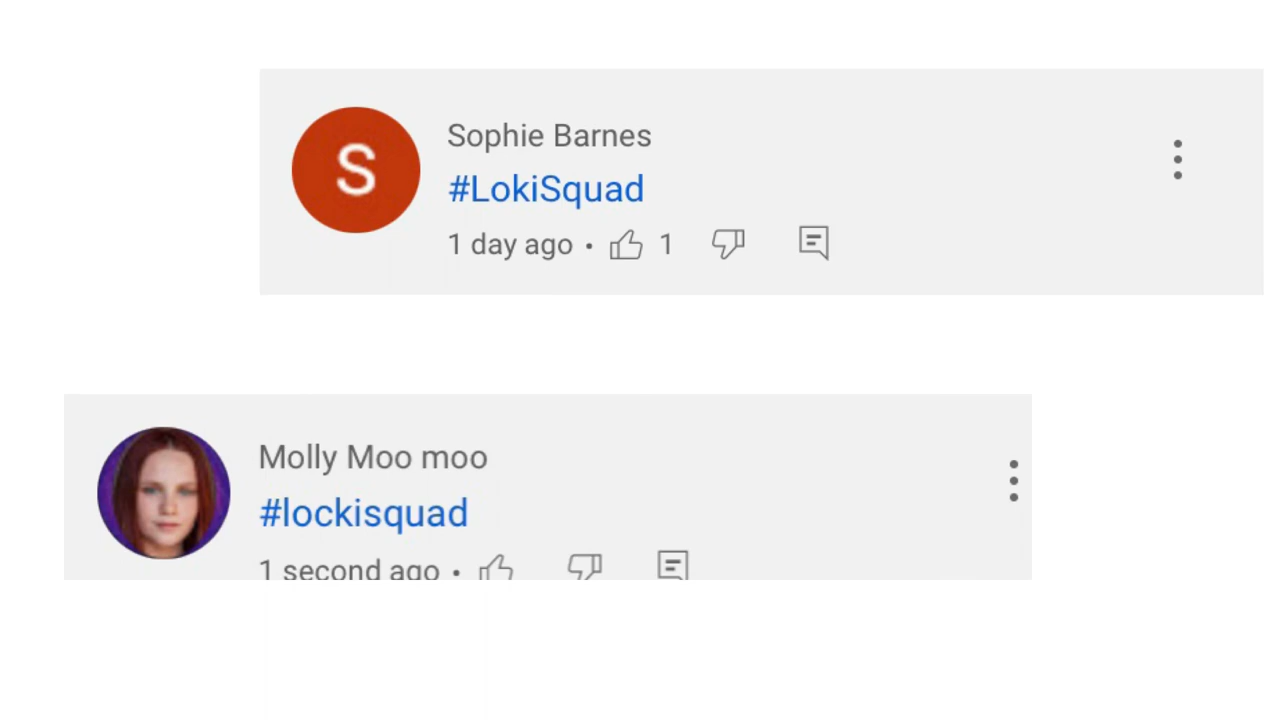 S
Sophie Barnes
#LokiSquad
1 day ago • 1
Molly Moo moo
#lockisquad
1 second ago •